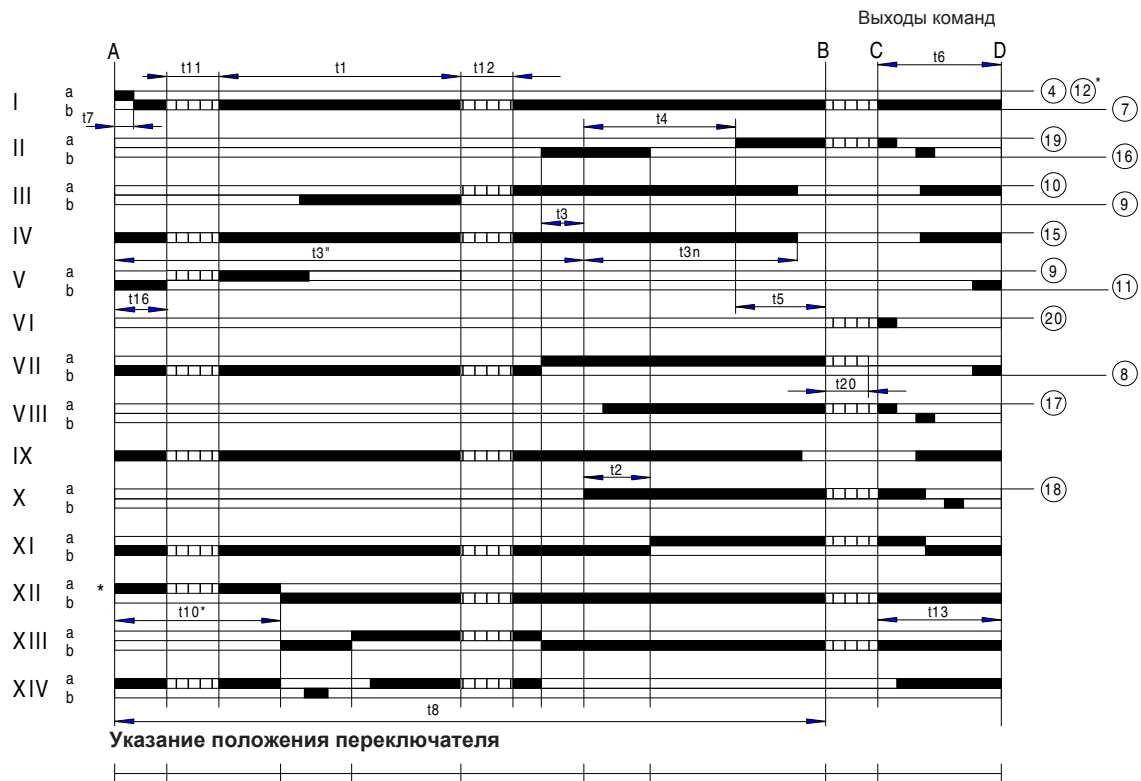 Выходы команд
A B C D
t11 t1 t12 t6
I a b 4 12* 7
t7 t4
II a b 19 16
III a b 10 9
t3
IV 15
t3" t3n
V a b 9 11
t16 t5
VI 20
VII a b 8
t20
VIII a b 17
IX
t2
X a b 18
XI a b
XII a b *
t10* t13
XIII a b
XIV a b
t8
Указание положения переключателя